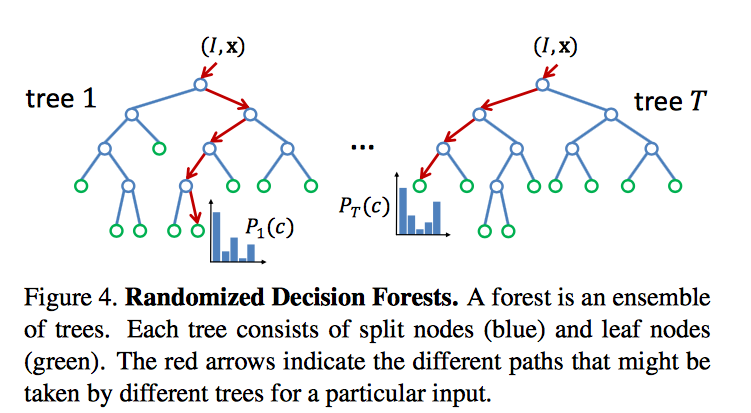 (I, x)
(I, x)
tree 1
tree T
...
P_T(c)
P_1(c)
Figure 4. Randomized Decision Forests. A forest is an ensemble
of trees. Each tree consists of split nodes (blue) and leaf nodes
(green). The red arrows indicate the different paths that might be
taken by different trees for a particular input.